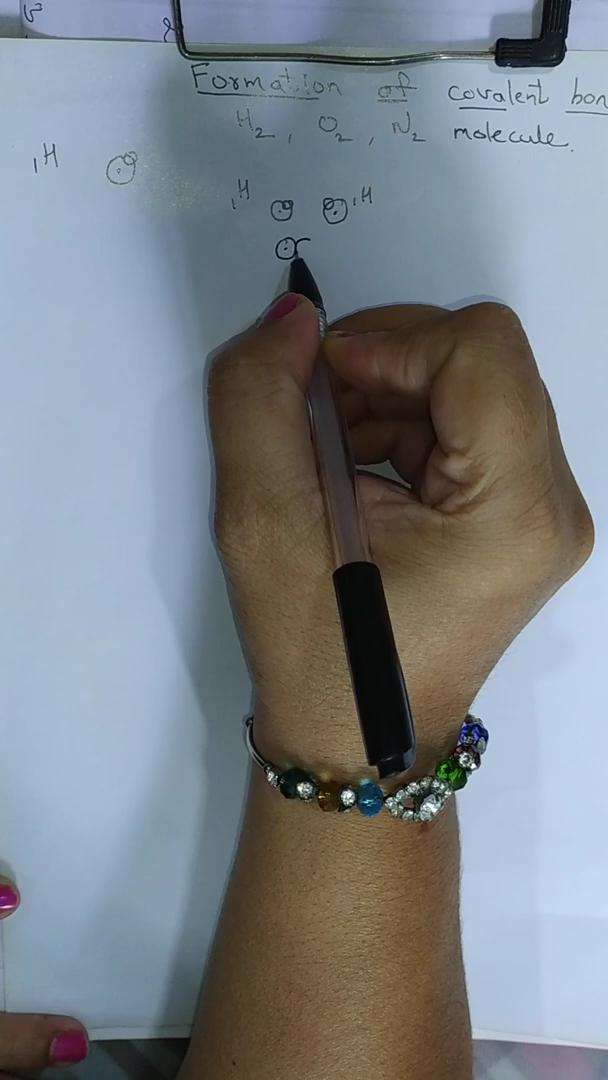 Formation of covalent bon
H₂, O₂, N₂ molecule.
₁H
₁H ₁H